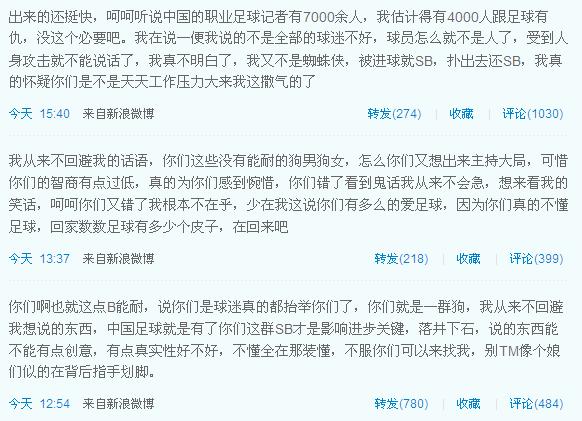 出来的还挺快，呵呵听说中国的职业足球记者有7000余人，我估计得有4000人跟足球有
仇，没这个必要吧。我在说一便我说的不是全部的球迷不好，球员怎么就不是人了，受到人
身攻击就不能说话了，我真不明白了，我又不是蜘蛛侠，被进球就SB，扑出去还SB，我真
的怀疑你们是不是天天工作压力大来我这撒气的了
今天 15:40 来自新浪微博 转发(274) | 收藏 | 评论(1030)
我从来不回避我的话语，你们这些没有能耐的狗男狗女，怎么你们又想出来主持大局，可惜
你们的智商有点过低，真的为你们感到惋惜，你们错了看到鬼话我从来不会急，想来看我的
笑话，呵呵你们又错了我根本不在乎，少在我这说你们有多么的爱足球，因为你们真的不懂
足球，回家数数足球有多少个皮子，在回来吧
今天 13:37 来自新浪微博 转发(218) | 收藏 | 评论(399)
你们啊也就这点B能耐，说你们是球迷真的都抬举你们了，你们就是一群狗，我从来不回避
我想说的东西，中国足球就是有了你们这群SB才是影响进步关键，落井下石，说的东西能
不能有点创意，有点真实性好不好，不懂全在那装懂，不服你们可以来找我，别TM像个娘
们似的在背后指手划脚。
今天 12:54 来自新浪微博 转发(780) | 收藏 | 评论(484)